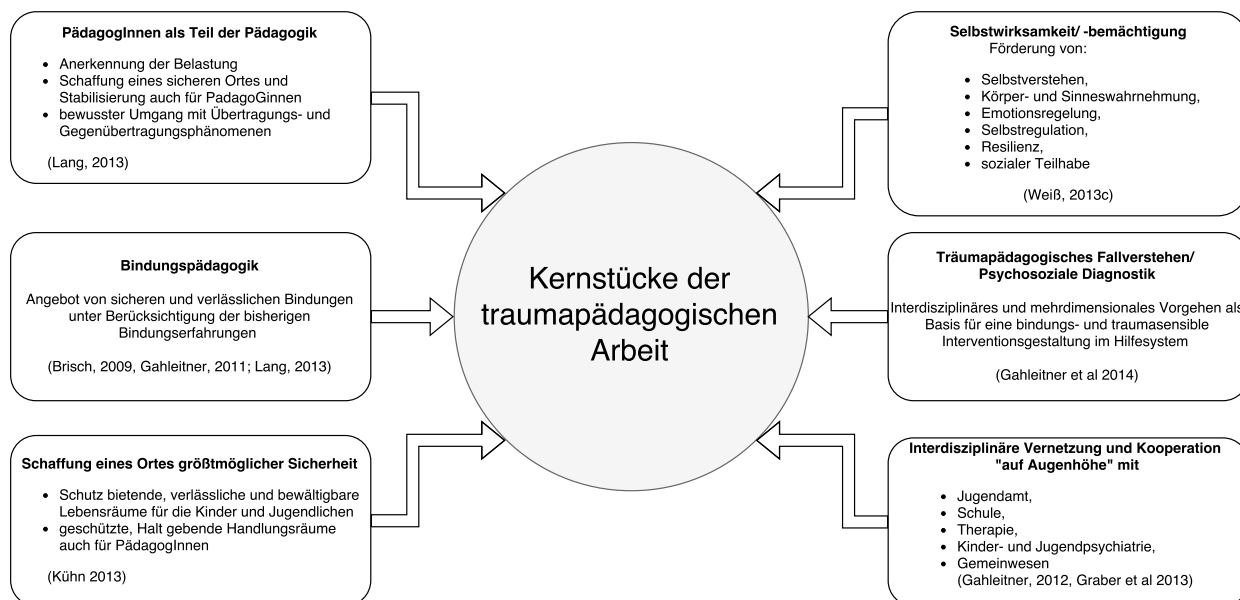 PädagogInnen als Teil der Pädagogik
• Anerkennung der Belastung
• Schaffung eines sicheren Ortes und
Stabilisierung auch für PadagoGinnen
• bewusster Umgang mit Übertragungs- und
Gegenübertragungsphänomenen
(Lang, 2013)
Bindungspädagogik
Angebot von sicheren und verlässlichen Bindungen
unter Berücksichtigung der bisherigen
Bindungserfahrungen
(Brisch, 2009, Gahleitner, 2011; Lang, 2013)
Schaffung eines Ortes größtmöglicher Sicherheit
• Schutz bietende, verlässliche und bewältigbare
Lebensräume für die Kinder und Jugendlichen
• geschützte, Halt gebende Handlungsräume
auch für PädagogInnen
(Kühn 2013)
Kernstücke der
traumapädagogischen
Arbeit
Selbstwirksamkeit/ -bemächtigung
Förderung von:
• Selbstverstehen,
• Körper- und Sinneswahrnehmung,
• Emotionsregelung,
• Selbstregulation,
• Resilienz,
• sozialer Teilhabe
(Weiß, 2013c)
Träumapädagogisches Fallverstehen/
Psychosoziale Diagnostik
Interdisziplinäres und mehrdimensionales Vorgehen als
Basis für eine bindungs- und traumasensible
Interventionsgestaltung im Hilfesystem
(Gahleitner et al 2014)
Interdisziplinäre Vernetzung und Kooperation
"auf Augenhöhe" mit
• Jugendamt,
• Schule,
• Therapie,
• Kinder- und Jugendpsychiatrie,
• Gemeinwesen
(Gahleitner, 2012, Graber et al 2013)